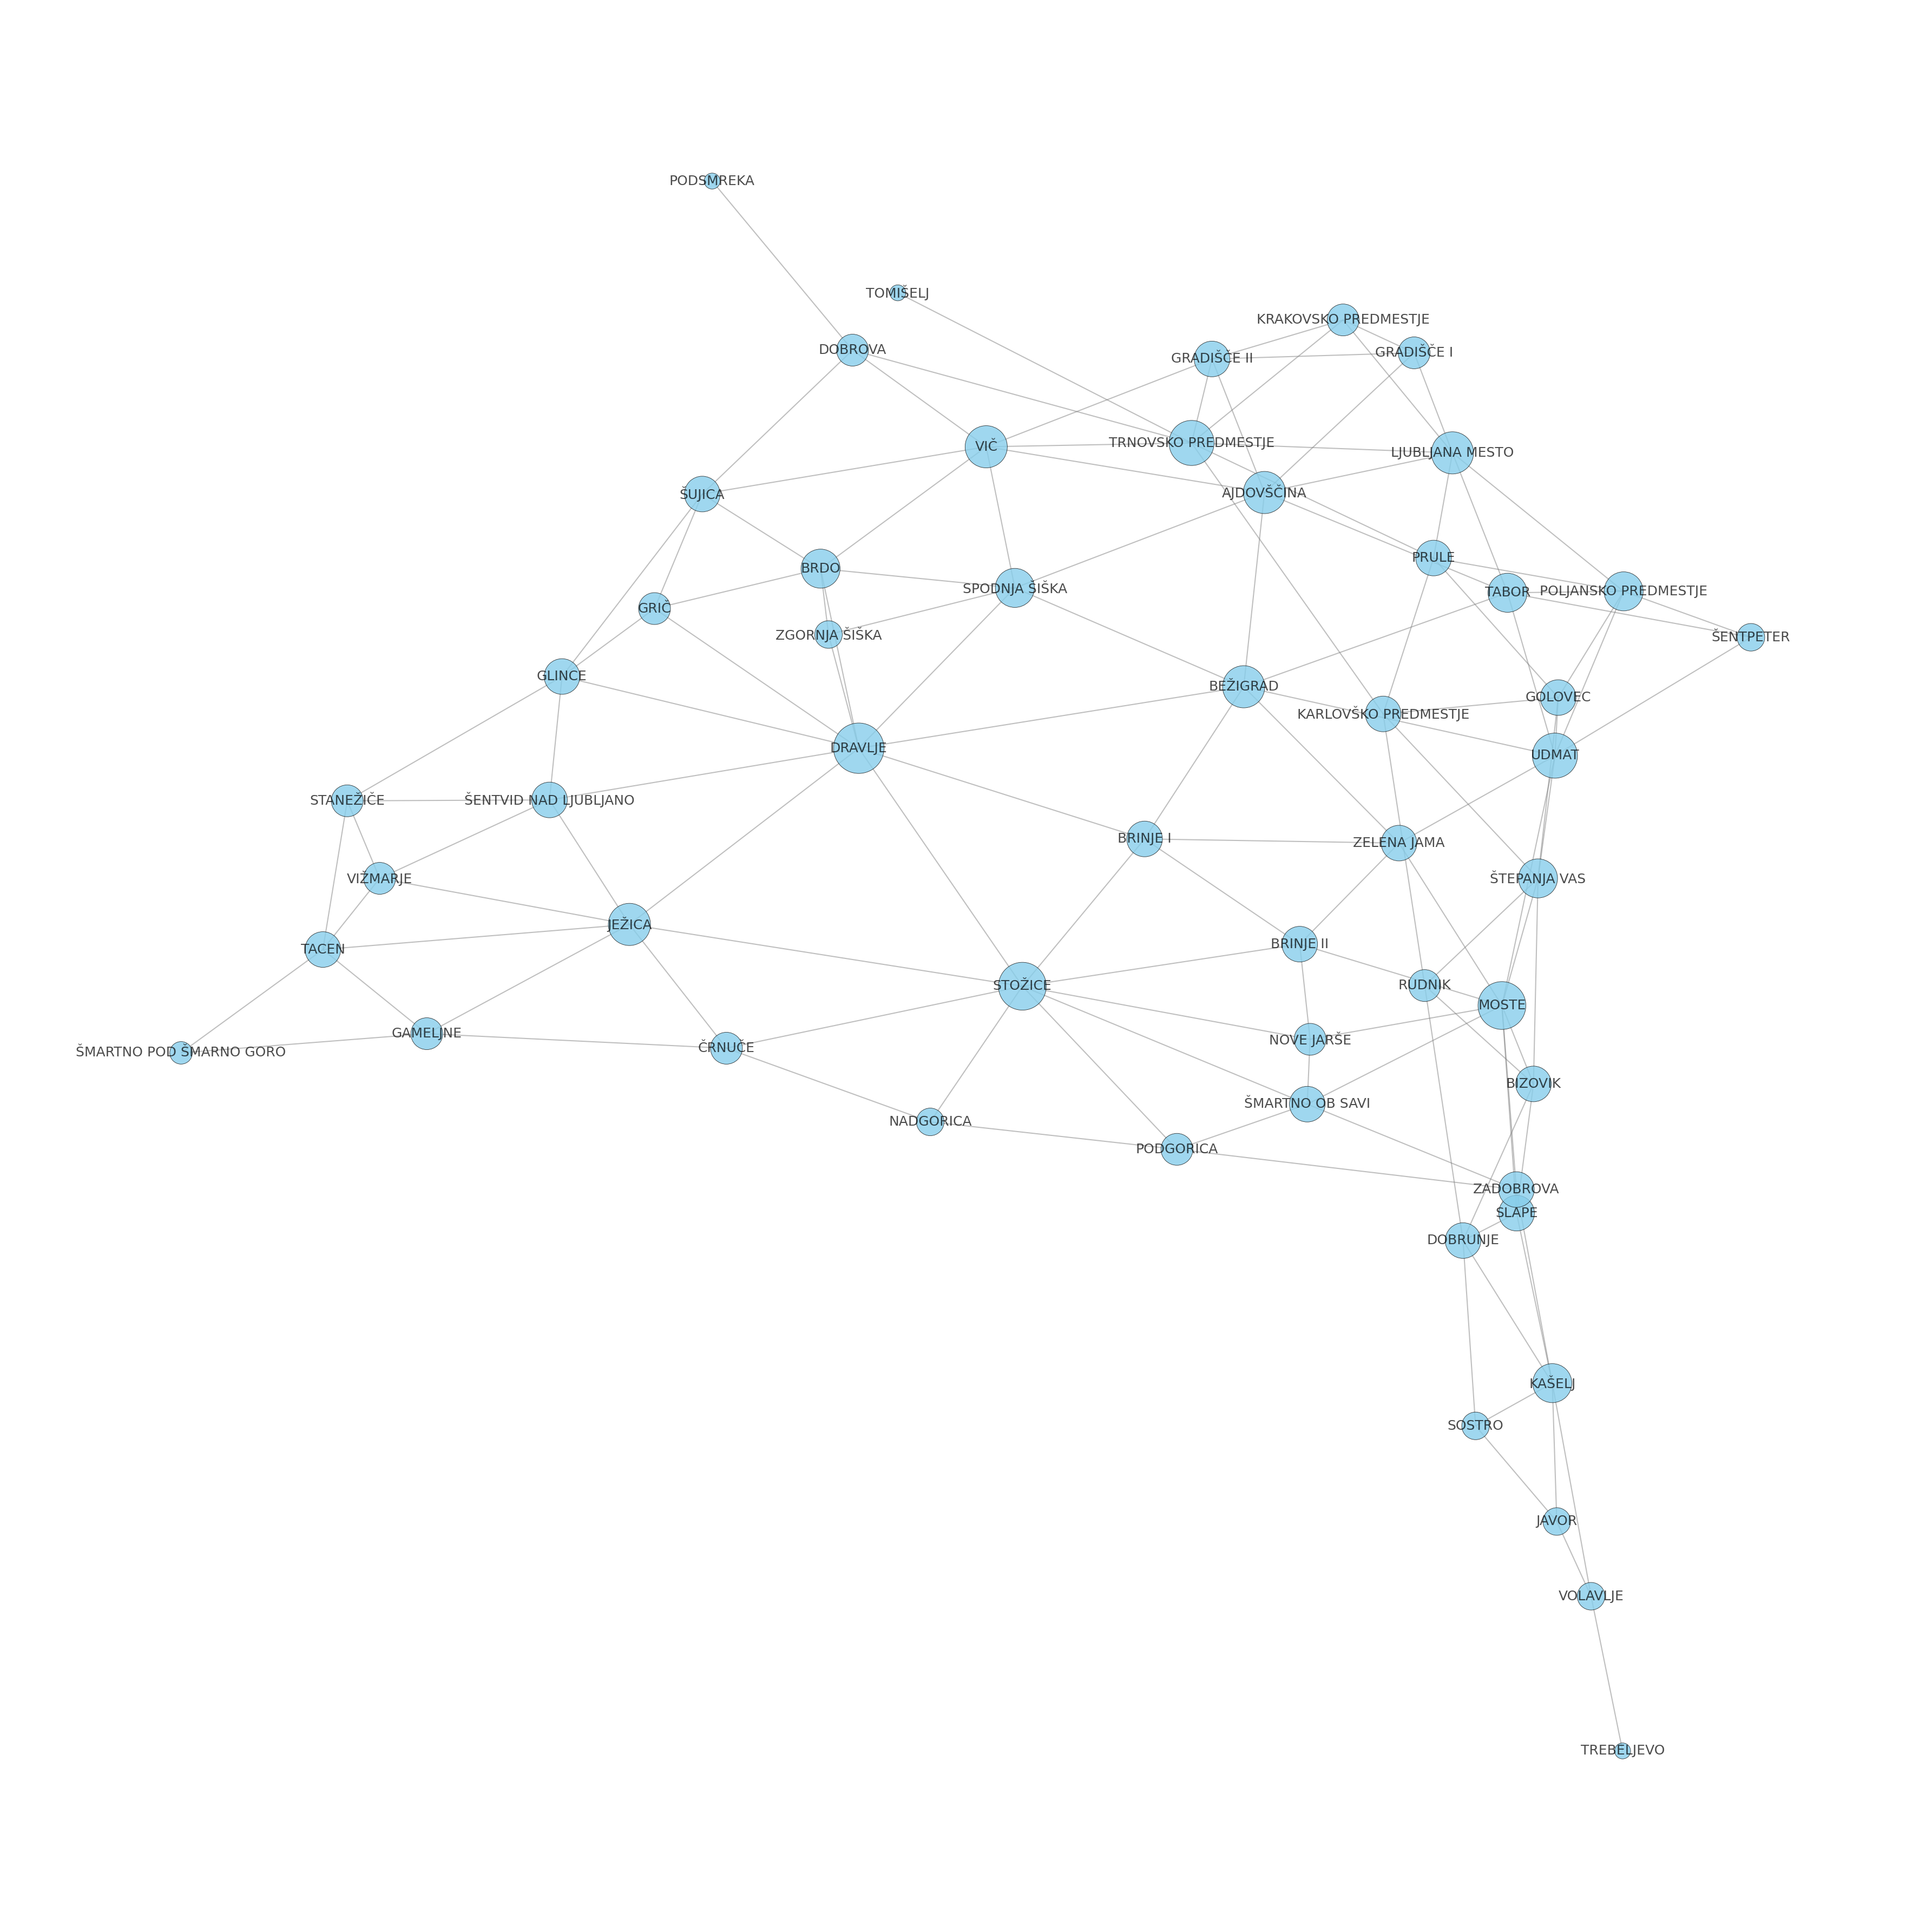 PODSMREKA
TOMIŠELJ
KRAKOVSKO PREDMESTJE
DOBROVA
GRADIŠČE II
GRADIŠČE I
VIČ
TRNOVSKO PREDMESTJE
LJUBLJANA MESTO
ŠUJICA
AJDOVŠČINA
BRDO
PRULE
SPODNJA ŠIŠKA
TABOR
POLJANSKO PREDMESTJE
GRIČ
ZGORNJA ŠIŠKA
ŠENTPETER
GLINCE
BEŽIGRAD
GOLOVEC
KARLOVŠKO PREDMESTJE
DRAVLJE
UDMAT
STANEŽIČE
ŠENTVID NAD LJUBLJANO
BRINJE I
ZELENA JAMA
VIŽMARJE
ŠTEPANJA VAS
JEŽICA
TACEN
BRINJE II
STOŽICE
RUDNIK
MOSTE
GAMELJNE
NOVE JARŠE
ŠMARTNO POD ŠMARNO GORO
ČRNUČE
BIZOVIK
ŠMARTNO OB SAVI
NADGORICA
PODGORICA
ZADOBROVA
SLAPE
DOBRUNJE
KAŠELJ
SOSTRO
JAVOR
VOLAVLJE
TREBELJEVO